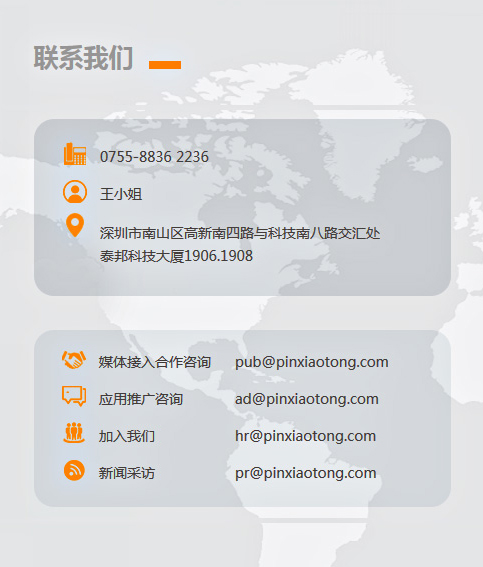 联系我们
0755-8836 2236
王小姐
深圳市南山区高新南四路与科技南八路交汇处
泰邦科技大厦1906.1908
媒体接入合作咨询 pub@pinxiaotong.com
应用推广咨询 ad@pinxiaotong.com
加入我们 hr@pinxiaotong.com
新闻采访 pr@pinxiaotong.com